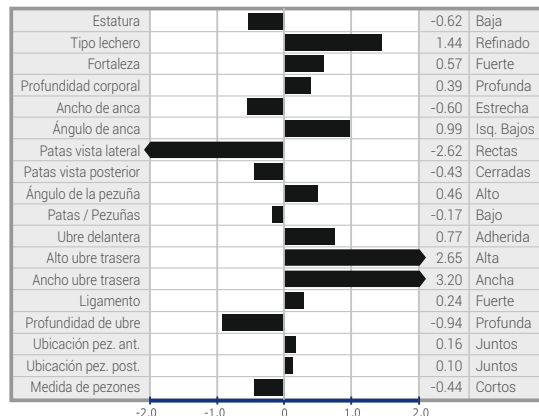 Estatura -0.62 Baja
Tipo lechero 1.44 Refinado
Fortaleza 0.57 Fuerte
Profundidad corporal 0.39 Profunda
Ancho de anca -0.60 Estrecha
Ángulo de anca 0.99 Isq. Bajos
Patas vista lateral -2.62 Rectas
Patas vista posterior -0.43 Cerradas
Ángulo de la pezuña 0.46 Alto
Patas / Pezuñas -0.17 Bajo
Ubre delantera 0.77 Adherida
Alto ubre trasera 2.65 Alta
Ancho ubre trasera 3.20 Ancha
Ligamento 0.24 Fuerte
Profundidad de ubre -0.94 Profunda
Ubicación pez. ant. 0.16 Juntos
Ubicación pez. post. 0.10 Juntos
Medida de pezones -0.44 Cortos
-2.0 -1.0 0 1.0 2.0